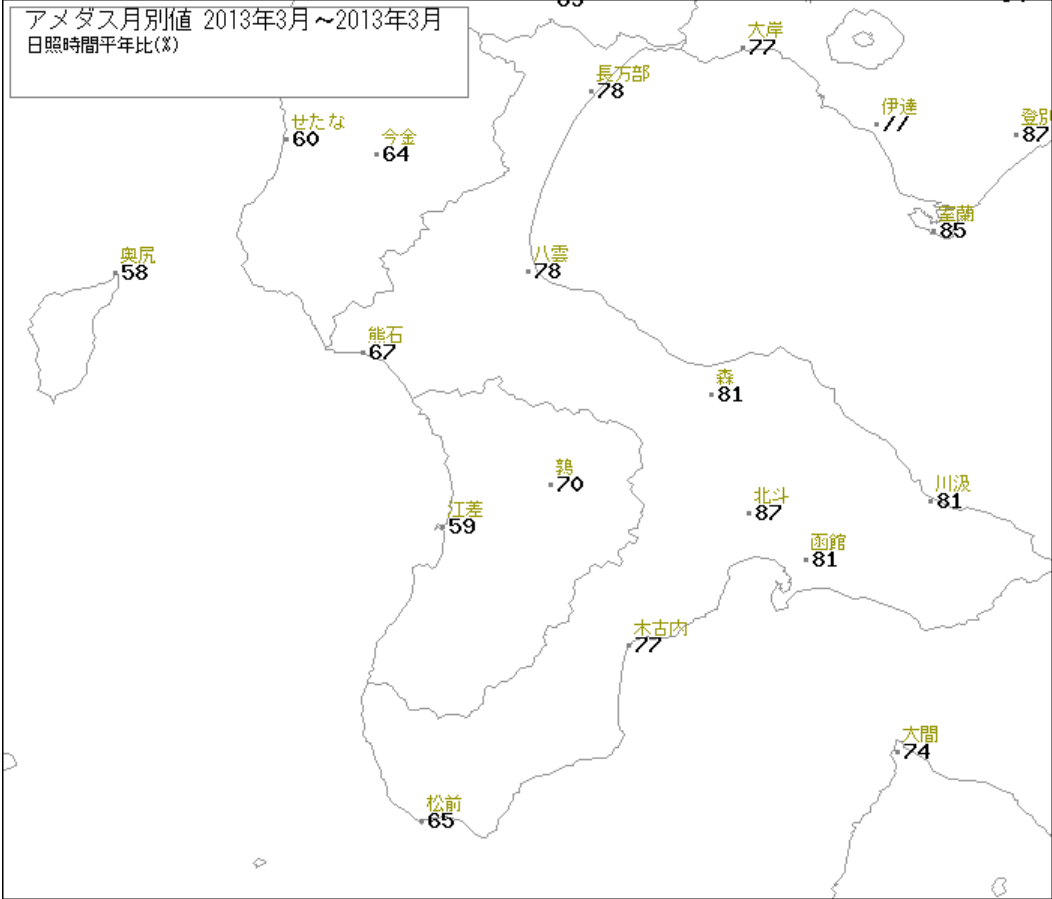 アメダス月別値 2013年3月～2013年3月
日照時間平年比(%)
大岸
77
長万部
78
伊達
//
登別
87
せたな
60
今金
64
室蘭
85
奥尻
58
八雲
78
熊石
67
森
81
鶉
70
川汲
81
北斗
87
江差
59
函館
81
木古内
77
大間
74
松前
65